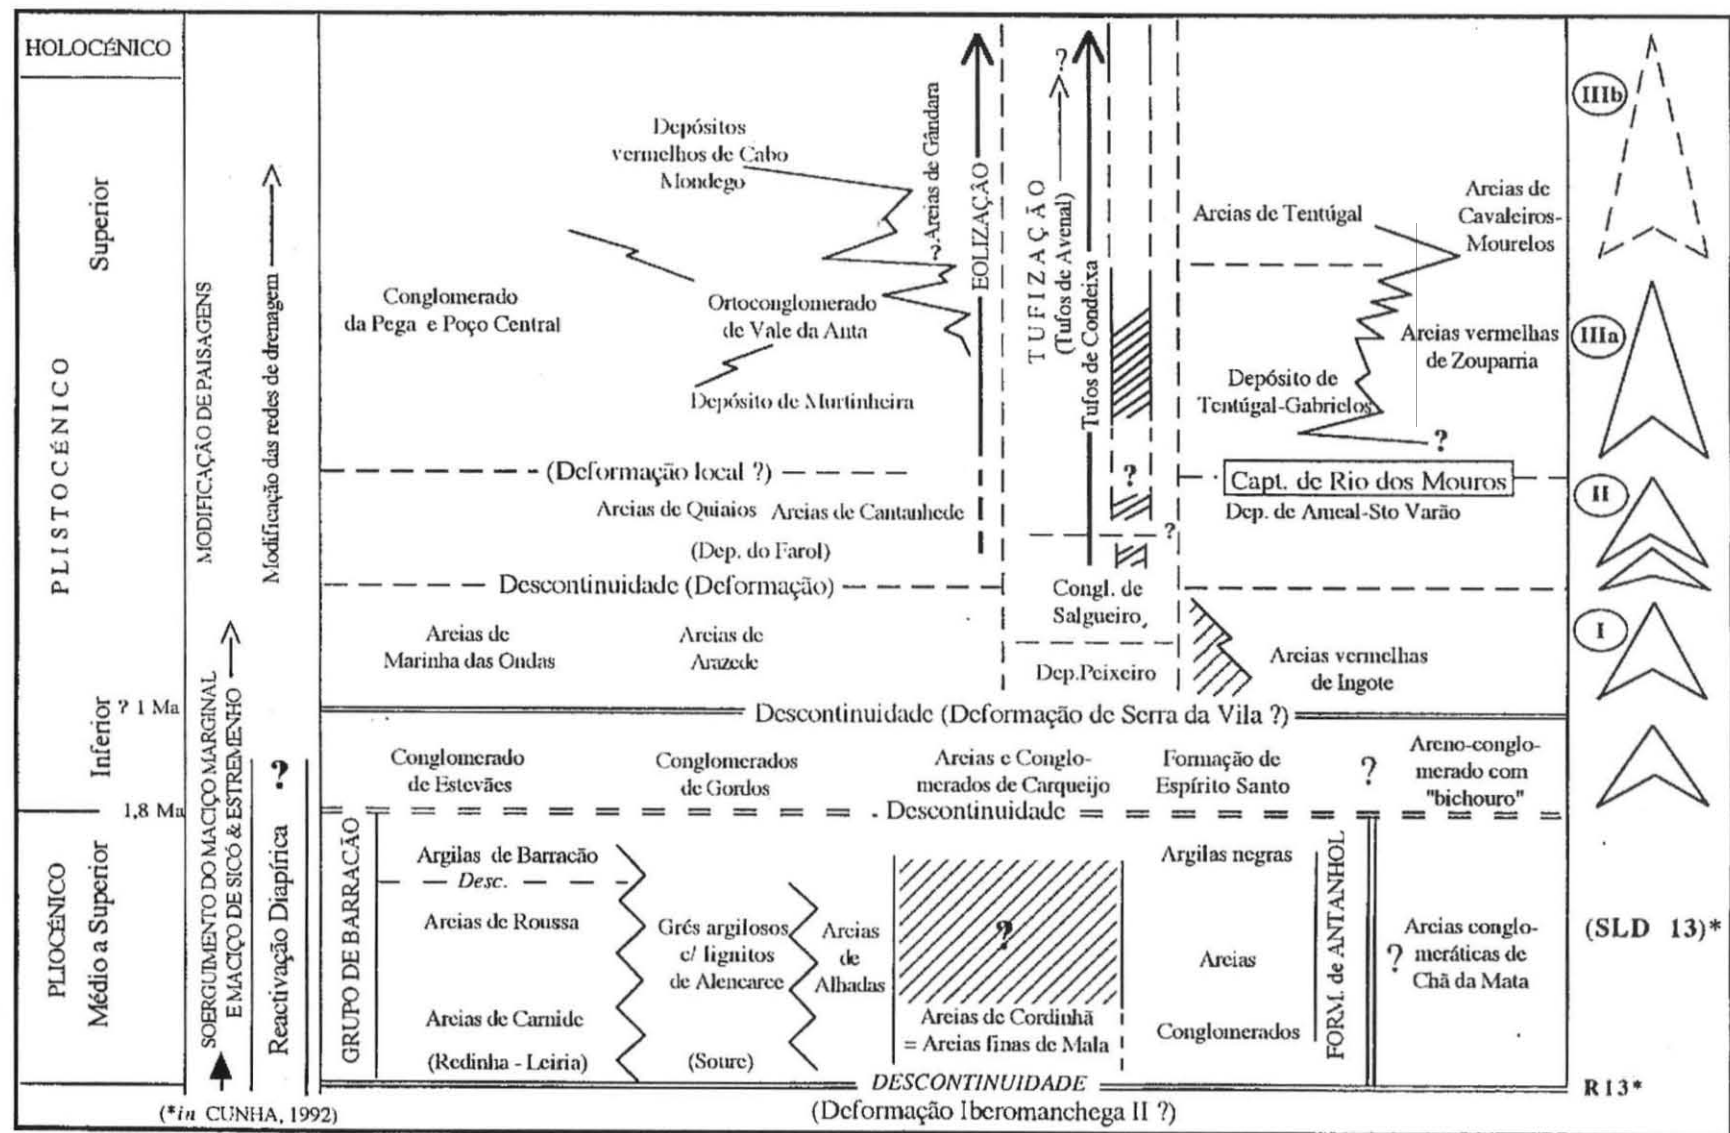 HOLOCÉNICO
PLISTOCÉNICO
Superior
Inferior
? 1 Ma
1,8 Ma
PLIOCÉNICO
Médio a Superior
SOERGUIMENTO DO MACIÇO MARGINAL
E MACIÇO DE SICÓ & ESTREMENHO
MODIFICAÇÃO DE PAISAGENS
Modificação das redes de drenagem
?
Reactivação Diapírica
Depósitos
vermelhos de Cabo
Mondego
Conglomerado
da Pega e Poço Central
Ortoconglomerado
de Vale da Anta
Depósito de Murtinheira
? Areias de Gândara
EOLIZAÇÃO
TUFIZAÇÃO
(Tufos de Avenal)
?
Tufos de Condeixa
?
?
Areias de Tentúgal
Areias de
Cavaleiros-
Mourelos
Areias vermelhas
de Zouparria
Depósito de
Tentúgal-Gabrielos
?
(Deformação local ?)
Capt. de Rio dos Mouros
Dep. de Ameal-Sto Varão
Areias de Quiaios
Areias de Cantanhede
(Dep. do Farol)
Descontinuidade (Deformação)
Congl. de
Salgueiro
Areias de
Marinha das Ondas
Areias de
Arazede
Dep.Peixeiro
Areias vermelhas
de Ingote
Descontinuidade (Deformação de Serra da Vila ?)
Conglomerado
de Estevães
Conglomerados
de Gordos
Areias e Conglo-
merados de Carqueijo
Formação de
Espírito Santo
?
Areno-conglo-
merado com
"bichouro"
Descontinuidade
GRUPO DE BARRACÃO
Argilas de Barracão
Desc.
Areias de Roussa
Areias de Carnide
(Redinha - Leiria)
Grés argilosos
c/ lignitos
de Alencarce
(Soure)
Areias
de
Alhadas
?
Areias de Cordinhã
= Areias finas de Mala
Argilas negras
Areias
Conglomerados
FORM. de ANTANHOL
?
Areias conglo-
meráticas de
Chã da Mata
DESCONTINUIDADE
(Deformação Iberomanchega II ?)
IIIb
IIIa
II
I
(SLD 13)*
R13*
(*in CUNHA, 1992)